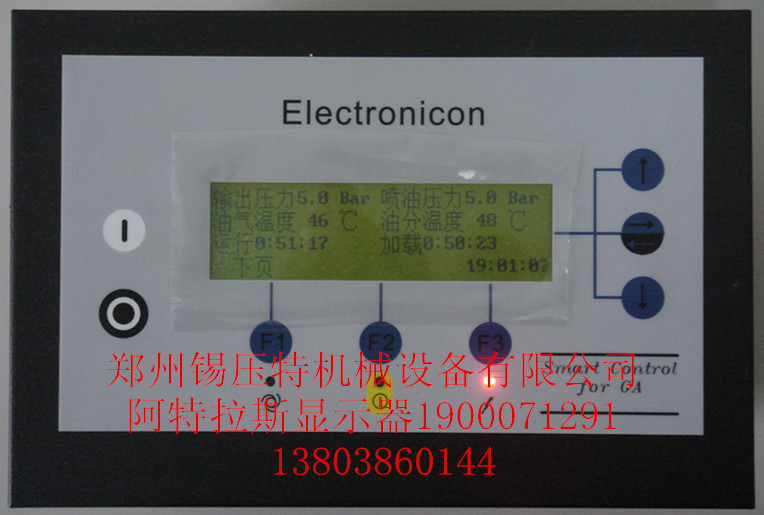 Electronicon
输出压力5.0 Bar 喷油压力5.0 Bar
油气温度 46 ℃ 油分温度 48 ℃
运行0:51:17 加载0:50:23
下页 19:01:07
F1 F2 F3
郑州锡压特机械设备有限公司
Smart Control
for GA
阿特拉斯显示器1900071291
13803860144